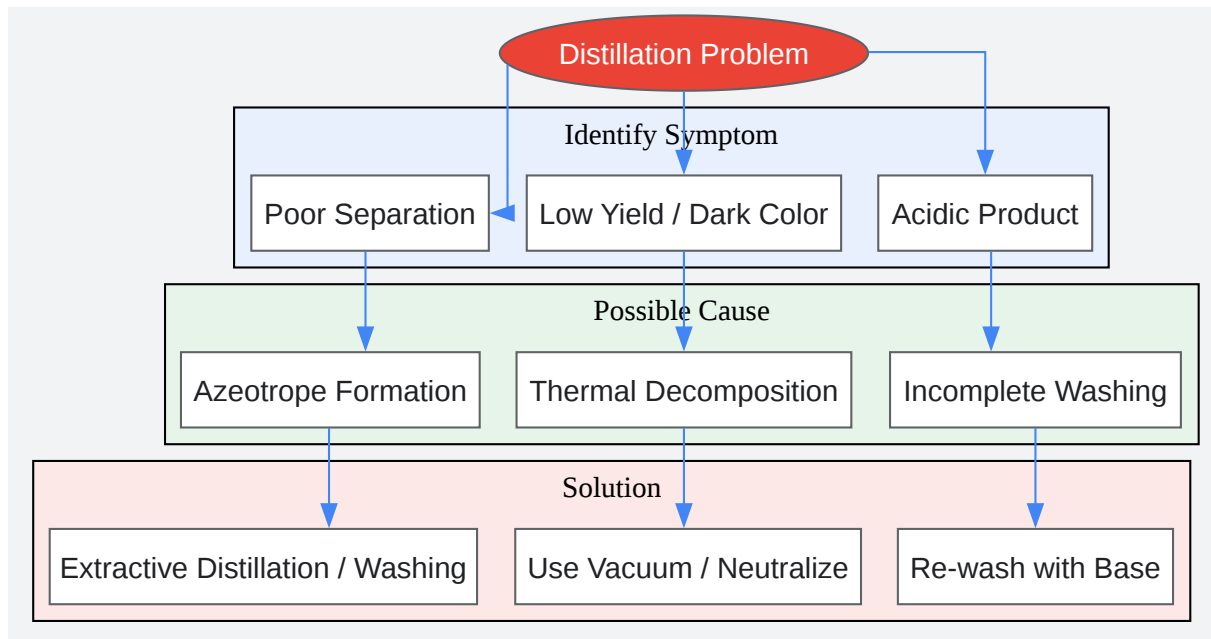 Distillation Problem
Identify Symptom
Poor Separation
Low Yield / Dark Color
Acidic Product
Possible Cause
Azeotrope Formation
Thermal Decomposition
Incomplete Washing
Solution
Extractive Distillation / Washing
Use Vacuum / Neutralize
Re-wash with Base